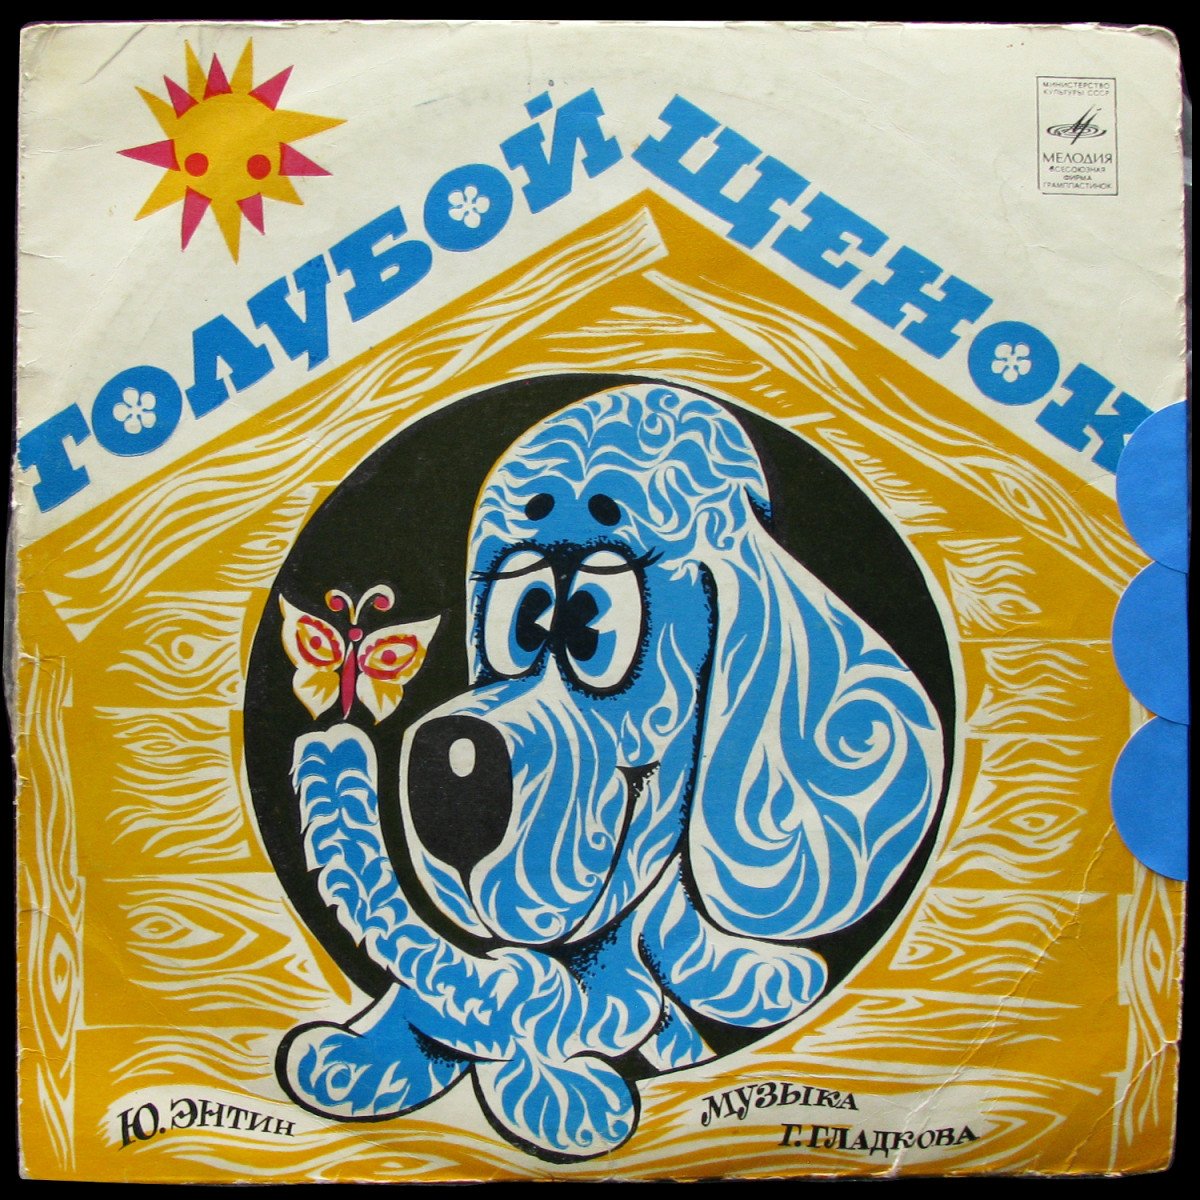 ГОЛУБОЙ ЩЕНОК
МИНИСТЕРСТВО
КУЛЬТУРЫ СССР
МЕЛОДИЯ
ВСЕСОЮЗНАЯ
ФИРМА
ГРАМПЛАСТИНОК
Ю. ЭНТИН
МУЗЫКА
Г. ГЛАДКОВА